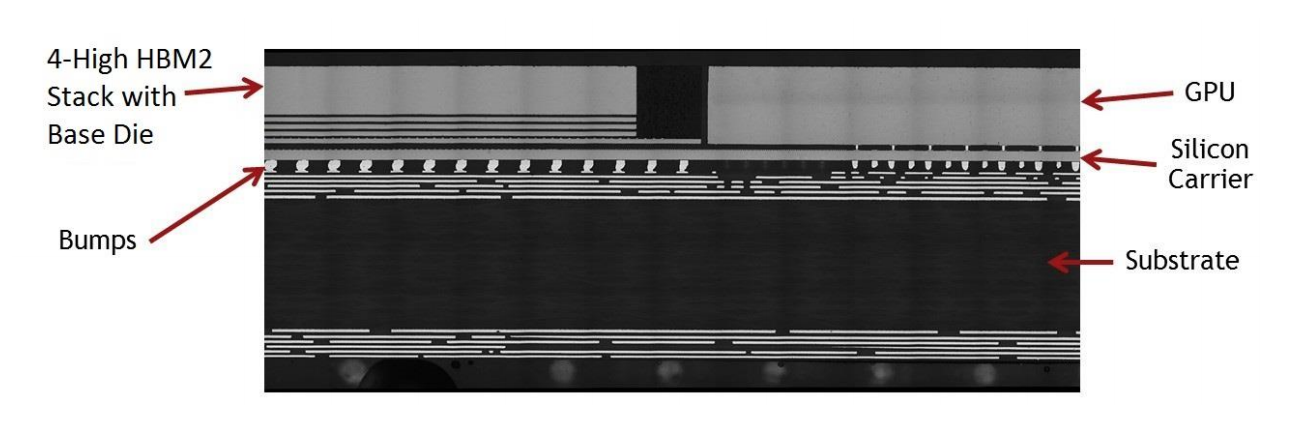 4-High HBM2
Stack with
Base Die
Bumps
GPU
Silicon
Carrier
Substrate